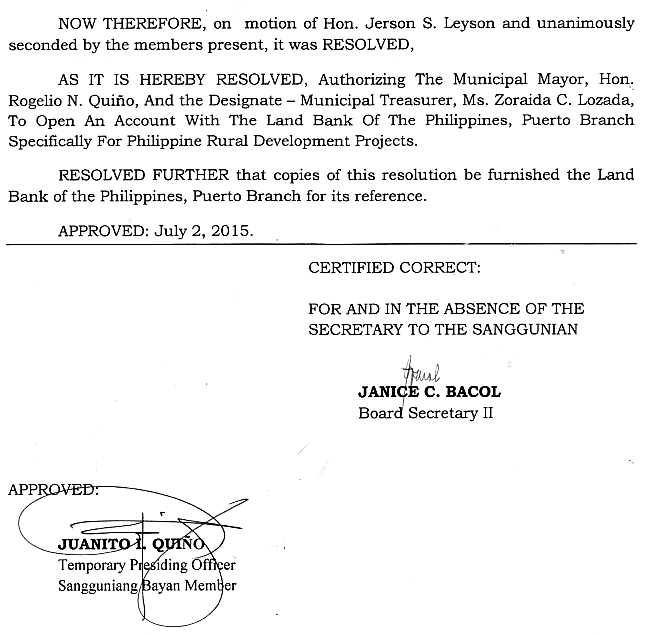 NOW THEREFORE, on motion of Hon. Jerson S. Leyson and unanimously
seconded by the members present, it was RESOLVED,
AS IT IS HEREBY RESOLVED, Authorizing The Municipal Mayor, Hon.
Rogelio N. Quiño, And the Designate – Municipal Treasurer, Ms. Zoraida C. Lozada,
To Open An Account With The Land Bank Of The Philippines, Puerto Branch
Specifically For Philippine Rural Development Projects.
RESOLVED FURTHER that copies of this resolution be furnished the Land
Bank of the Philippines, Puerto Branch for its reference.
APPROVED: July 2, 2015.
CERTIFIED CORRECT:
FOR AND IN THE ABSENCE OF THE
SECRETARY TO THE SANGGUNIAN
JANICE C. BACOL
Board Secretary II
APPROVED:
JUANITO I. QUIÑO
Temporary Presiding Officer
Sangguniang Bayan Member